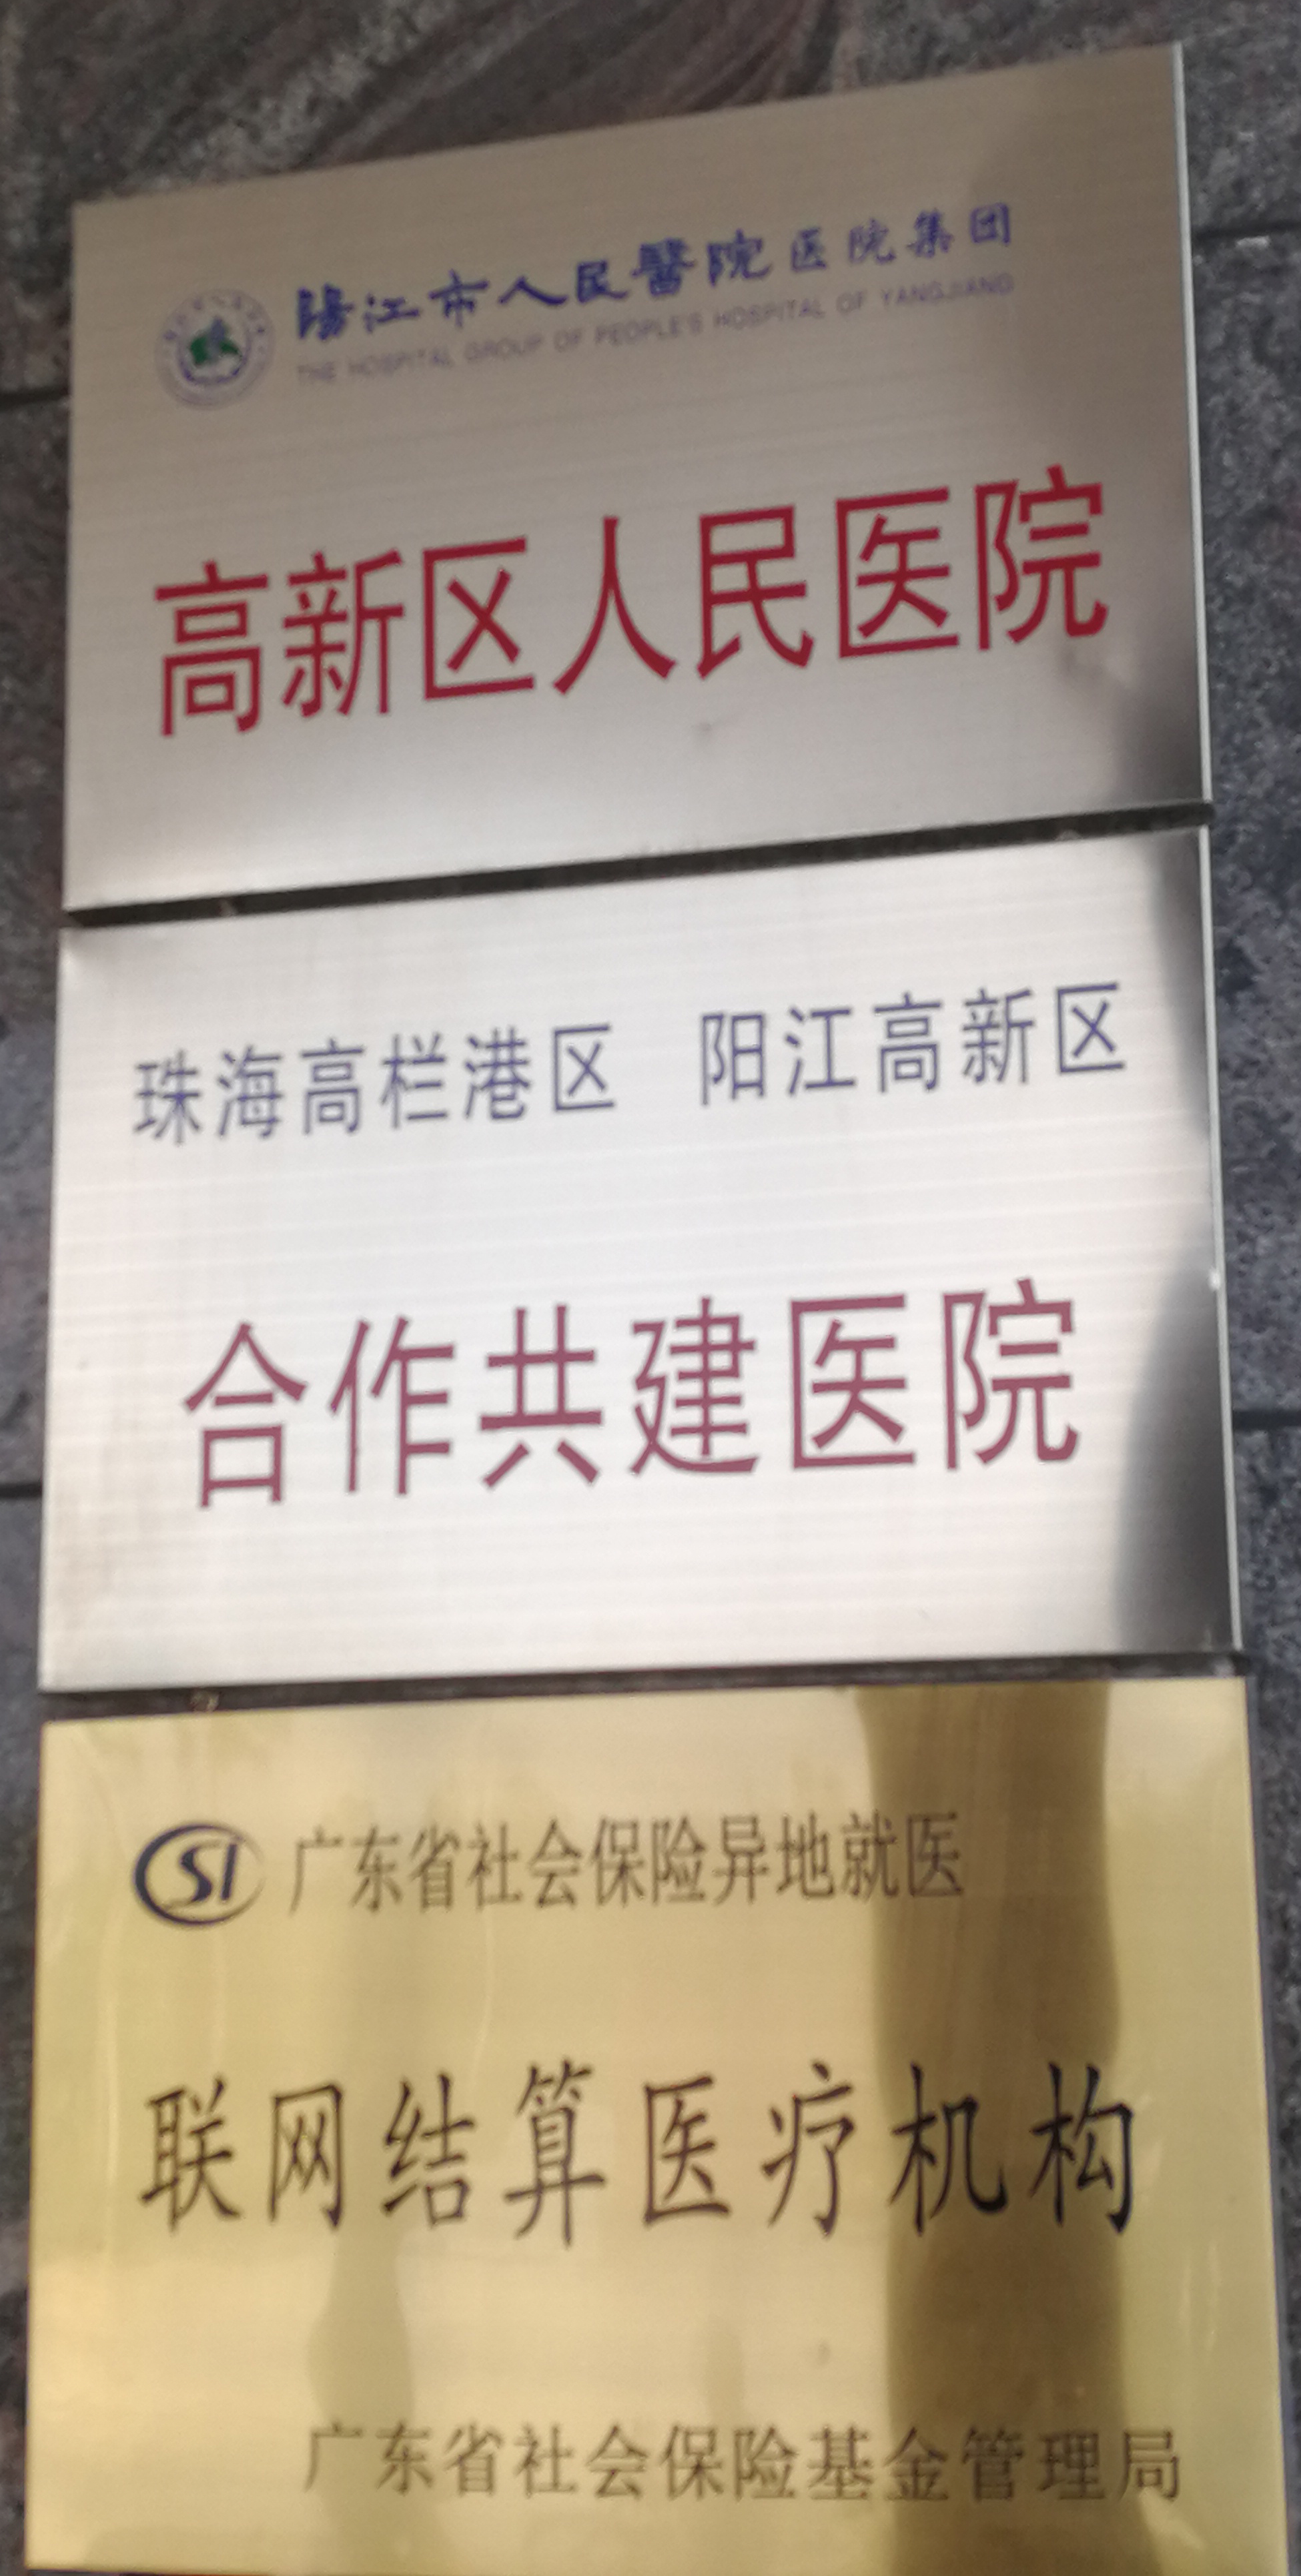 陽江市人民醫院医院集团
THE HOSPITAL GROUP OF PEOPLE'S HOSPITAL OF YANGJIANG
高新区人民医院
珠海高栏港区 阳江高新区
合作共建医院
SI 广东省社会保险异地就医
联网结算医疗机构
广东省社会保险基金管理局